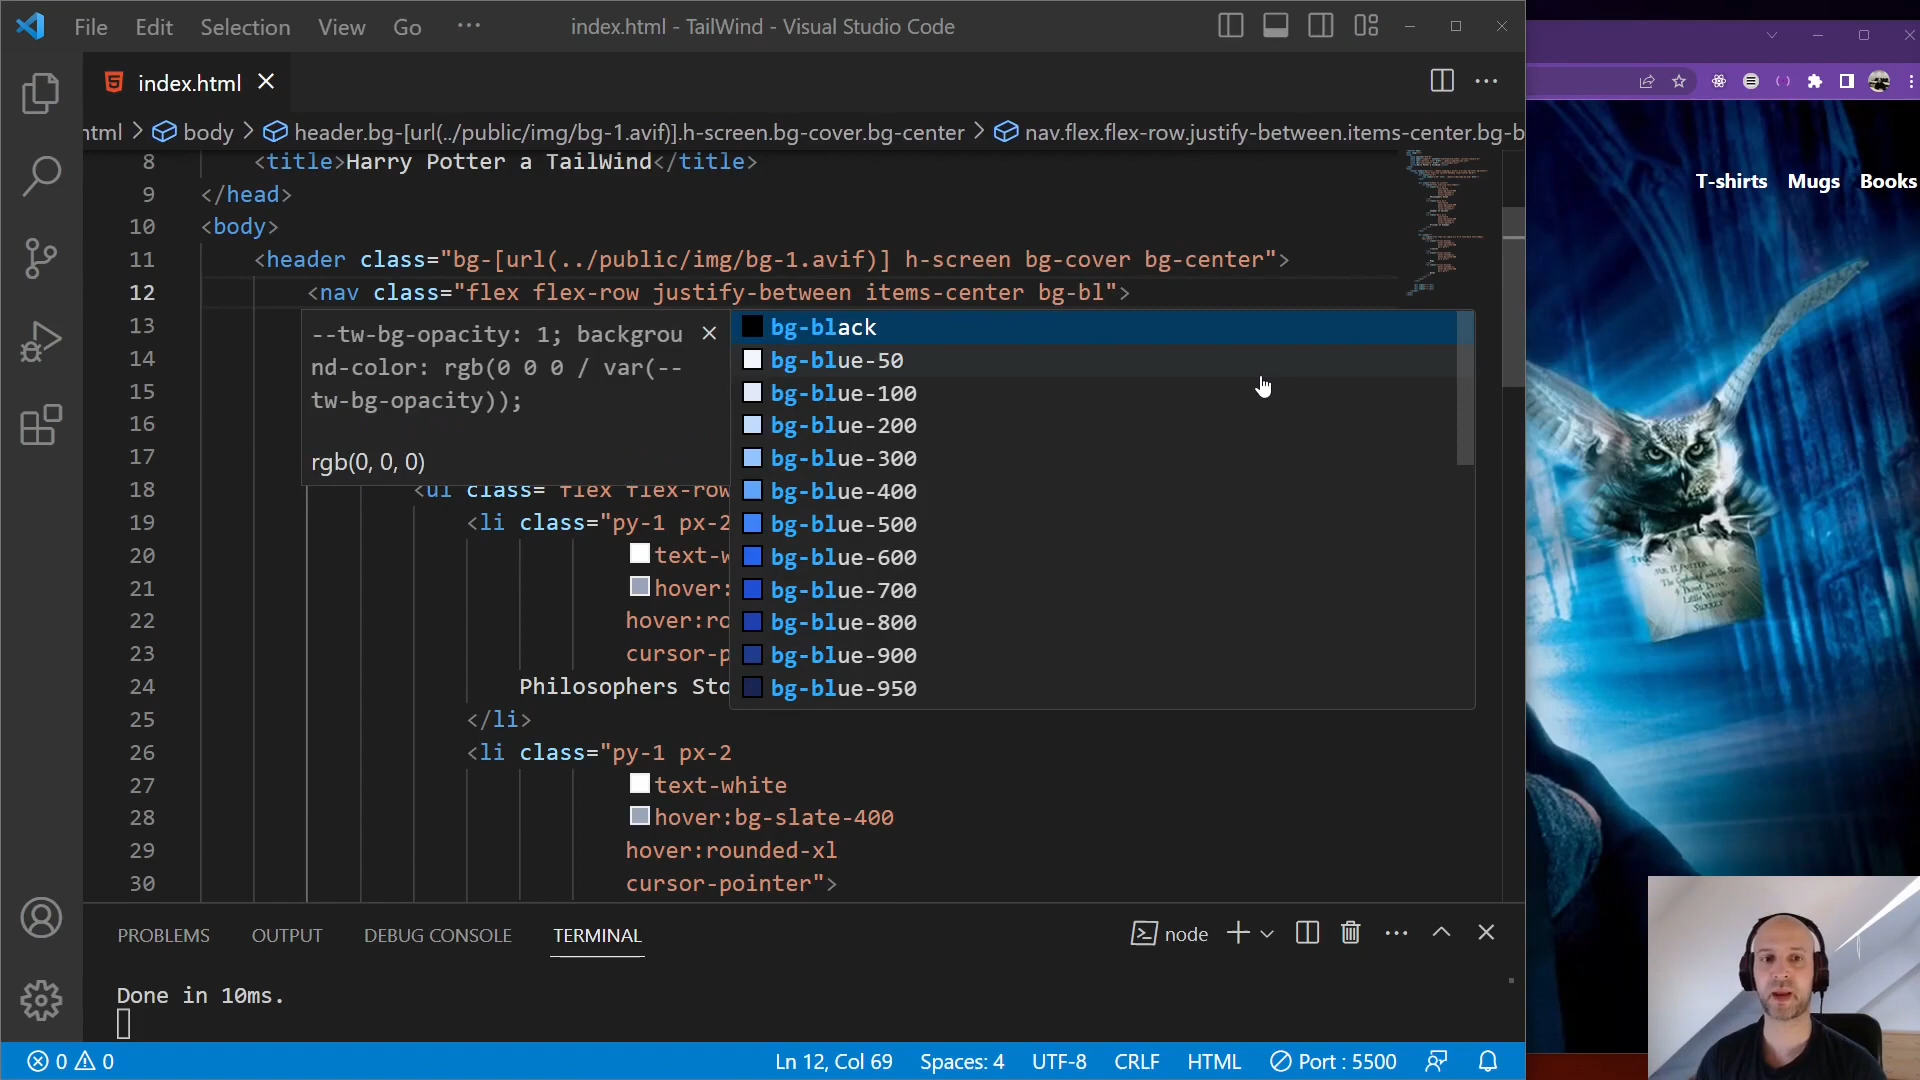 File Edit Selection View Go ···
index.html - TailWind - Visual Studio Code
index.html
html > body > header.bg-[url(../public/img/bg-1.avif)].h-screen.bg-cover.bg-center > nav.flex.flex-row.justify-between.items-center.bg-b
8 <title>Harry Potter a TailWind</title>
9 </head>
10 <body>
11 <header class="bg-[url(../public/img/bg-1.avif)] h-screen bg-cover bg-center">
12 <nav class="flex flex-row justify-between items-center bg-bl">
13
14
15
16
17
18 <ul class="flex flex-row
19 <li class="py-1 px-2
20 text-w
21 hover:
22 hover:ro
23 cursor-p
24 Philosophers Sto
25 </li>
26 <li class="py-1 px-2
27 text-white
28 hover:bg-slate-400
29 hover:rounded-xl
30 cursor-pointer">
--tw-bg-opacity: 1; backgrou
nd-color: rgb(0 0 0 / var(--
tw-bg-opacity));
rgb(0, 0, 0)
bg-black
bg-blue-50
bg-blue-100
bg-blue-200
bg-blue-300
bg-blue-400
bg-blue-500
bg-blue-600
bg-blue-700
bg-blue-800
bg-blue-900
bg-blue-950
PROBLEMS OUTPUT DEBUG CONSOLE TERMINAL
node
Done in 10ms.
0 0
Ln 12, Col 69 Spaces: 4 UTF-8 CRLF HTML Port : 5500
T-shirts Mugs Books